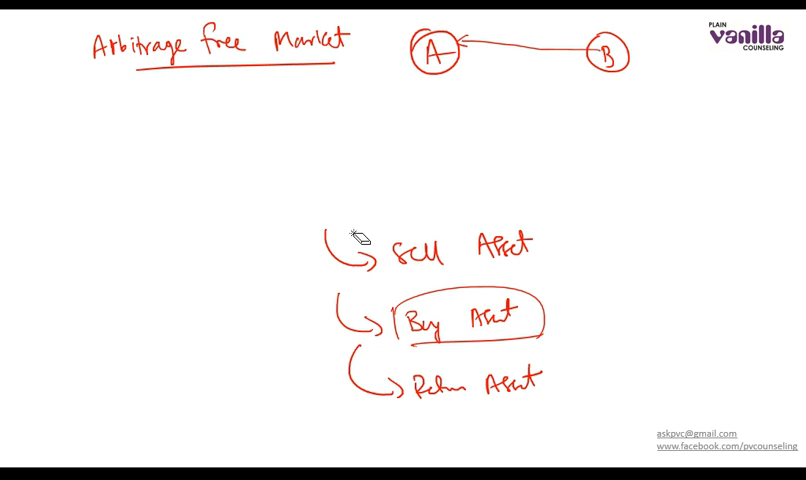 Arbitrage free Market
A
B
PLAIN
vanilla
COUNSELING
Sell Asset
Buy Asset
Return Asset
askpvc@gmail.com
www.facebook.com/pvcounseling